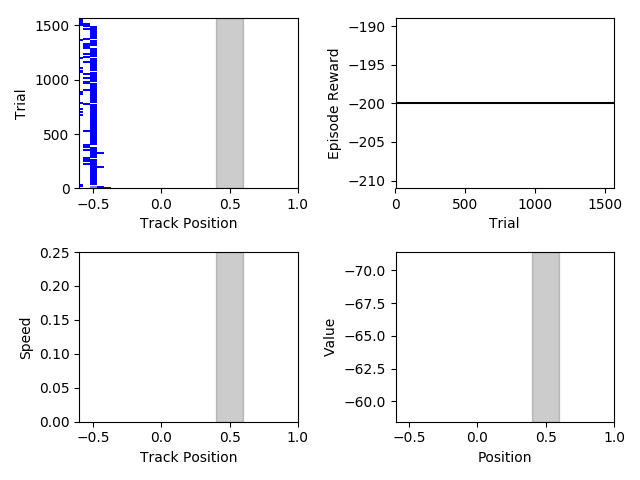 1500
1000
500
0
Trial
−0.5 0.0 0.5 1.0
Track Position
−190
−195
−200
−205
−210
Episode Reward
0 500 1000 1500
Trial
0.25
0.20
0.15
0.10
0.05
0.00
Speed
−0.5 0.0 0.5 1.0
Track Position
−70.0
−67.5
−65.0
−62.5
−60.0
Value
−0.5 0.0 0.5 1.0
Position